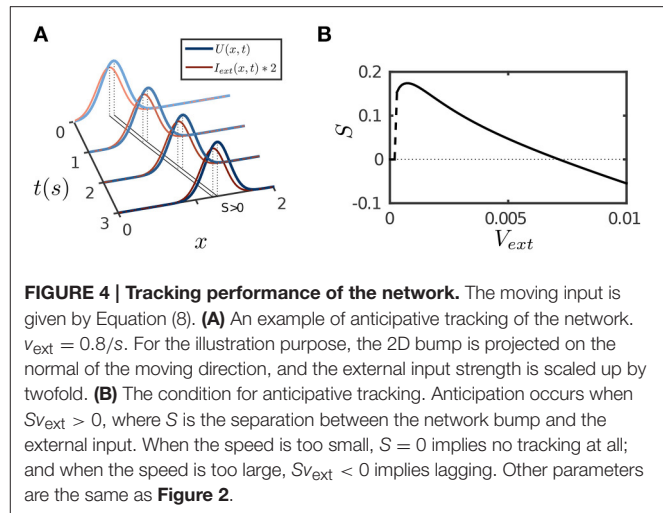 A
U(x,t)
I_ext(x,t) * 2
0
1
2
3
t(s)
0
S>0
2
x
B
0.2
0.1
0
-0.1
S
0
0.005
0.01
V_ext
FIGURE 4 | Tracking performance of the network. The moving input is
given by Equation (8). (A) An example of anticipative tracking of the network.
v_ext = 0.8/s. For the illustration purpose, the 2D bump is projected on the
normal of the moving direction, and the external input strength is scaled up by
twofold. (B) The condition for anticipative tracking. Anticipation occurs when
Sv_ext > 0, where S is the separation between the network bump and the
external input. When the speed is too small, S = 0 implies no tracking at all;
and when the speed is too large, Sv_ext < 0 implies lagging. Other parameters
are the same as Figure 2.